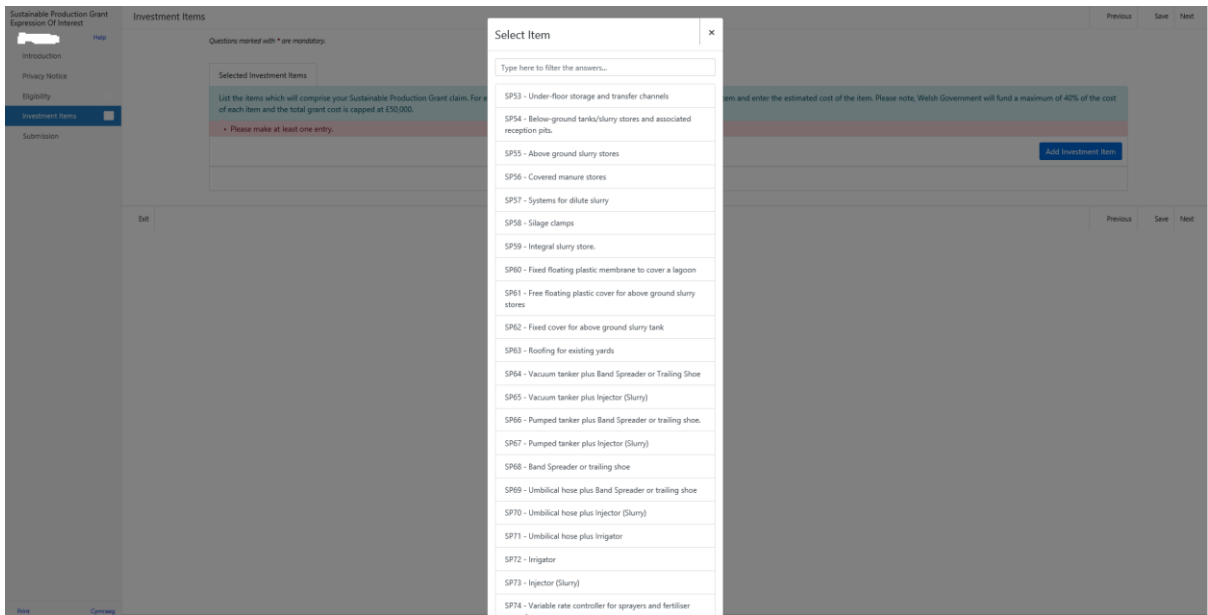 Sustainable Production Grant
Expression Of Interest
Help
Introduction
Privacy Notice
Eligibility
Investment Items
Submission
Print
Cymraeg
Investment Items
Previous
Save
Next
Questions marked with * are mandatory.
Selected Investment Items
List the items which will comprise your Sustainable Production Grant claim. For e
em and enter the estimated cost of the item. Please note, Welsh Government will fund a maximum of 40% of the cost
of each item and the total grant cost is capped at £50,000.
• Please make at least one entry.
Add Investment Item
Exit
Previous
Save
Next
Select Item
×
Type here to filter the answers...
SP53 - Under-floor storage and transfer channels
SP54 - Below-ground tanks/slurry stores and associated
reception pits.
SP55 - Above ground slurry stores
SP56 - Covered manure stores
SP57 - Systems for dilute slurry
SP58 - Silage clamps
SP59 - Integral slurry store.
SP60 - Fixed floating plastic membrane to cover a lagoon
SP61 - Free floating plastic cover for above ground slurry
stores
SP62 - Fixed cover for above ground slurry tank
SP63 - Roofing for existing yards
SP64 - Vacuum tanker plus Band Spreader or Trailing Shoe
SP65 - Vacuum tanker plus Injector (Slurry)
SP66 - Pumped tanker plus Band Spreader or trailing shoe.
SP67 - Pumped tanker plus Injector (Slurry)
SP68 - Band Spreader or trailing shoe
SP69 - Umbilical hose plus Band Spreader or trailing shoe
SP70 - Umbilical hose plus Injector (Slurry)
SP71 - Umbilical hose plus Irrigator
SP72 - Irrigator
SP73 - Injector (Slurry)
SP74 - Variable rate controller for sprayers and fertiliser